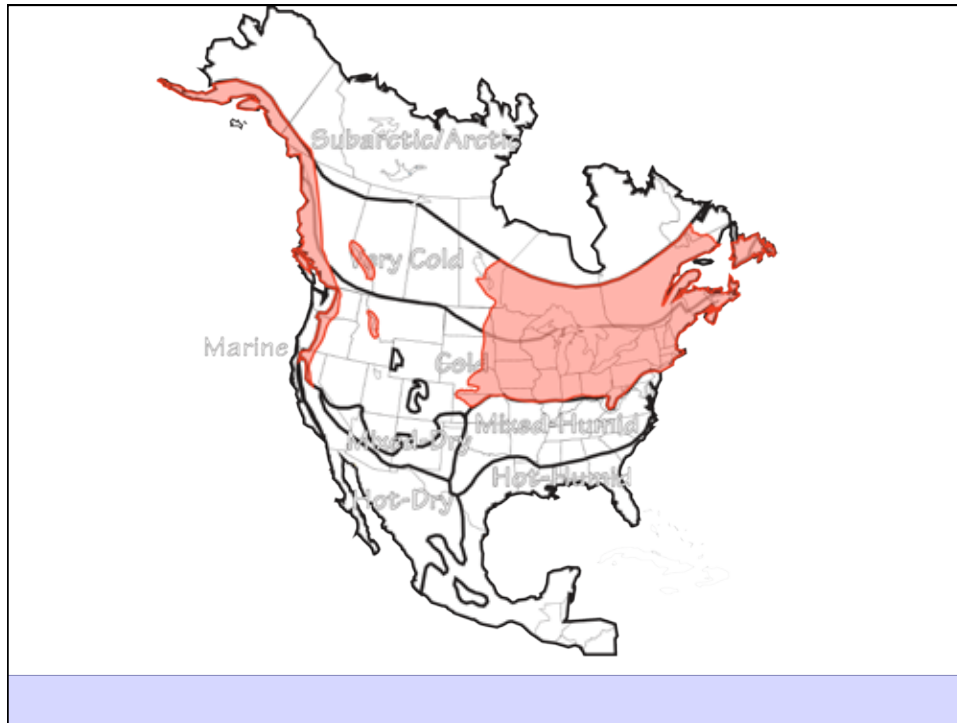 Subarctic/Arctic
Very Cold
Marine
Cold
Mixed-Humid
Mixed-Dry
Hot-Humid
Hot-Dry